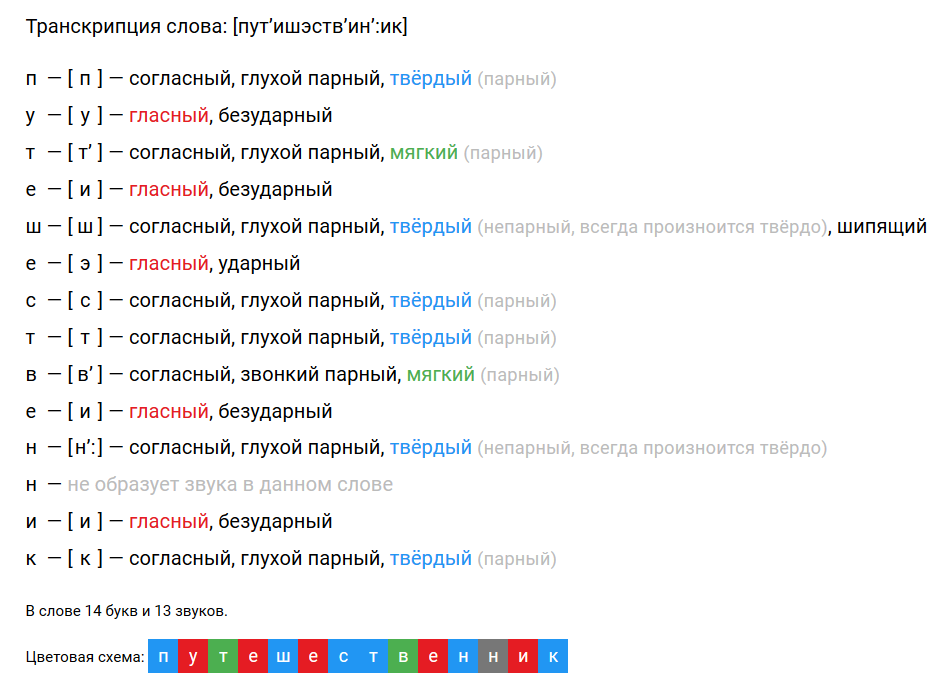 Транскрипция слова: [пут’ишэств’ин’:ик]
п — [ п ] — согласный, глухой парный, твёрдый (парный)
у — [ у ] — гласный, безударный
т — [ т’ ] — согласный, глухой парный, мягкий (парный)
е — [ и ] — гласный, безударный
ш — [ ш ] — согласный, глухой парный, твёрдый (непарный, всегда произноится твёрдо), шипящий
е — [ э ] — гласный, ударный
с — [ с ] — согласный, глухой парный, твёрдый (парный)
т — [ т ] — согласный, глухой парный, твёрдый (парный)
в — [ в’ ] — согласный, звонкий парный, мягкий (парный)
е — [ и ] — гласный, безударный
н — [н’:] — согласный, глухой парный, твёрдый (непарный, всегда произноится твёрдо)
н — не образует звука в данном слове
и — [ и ] — гласный, безударный
к — [ к ] — согласный, глухой парный, твёрдый (парный)
В слове 14 букв и 13 звуков.
Цветовая схема: п у т е ш е с т в е н н и к